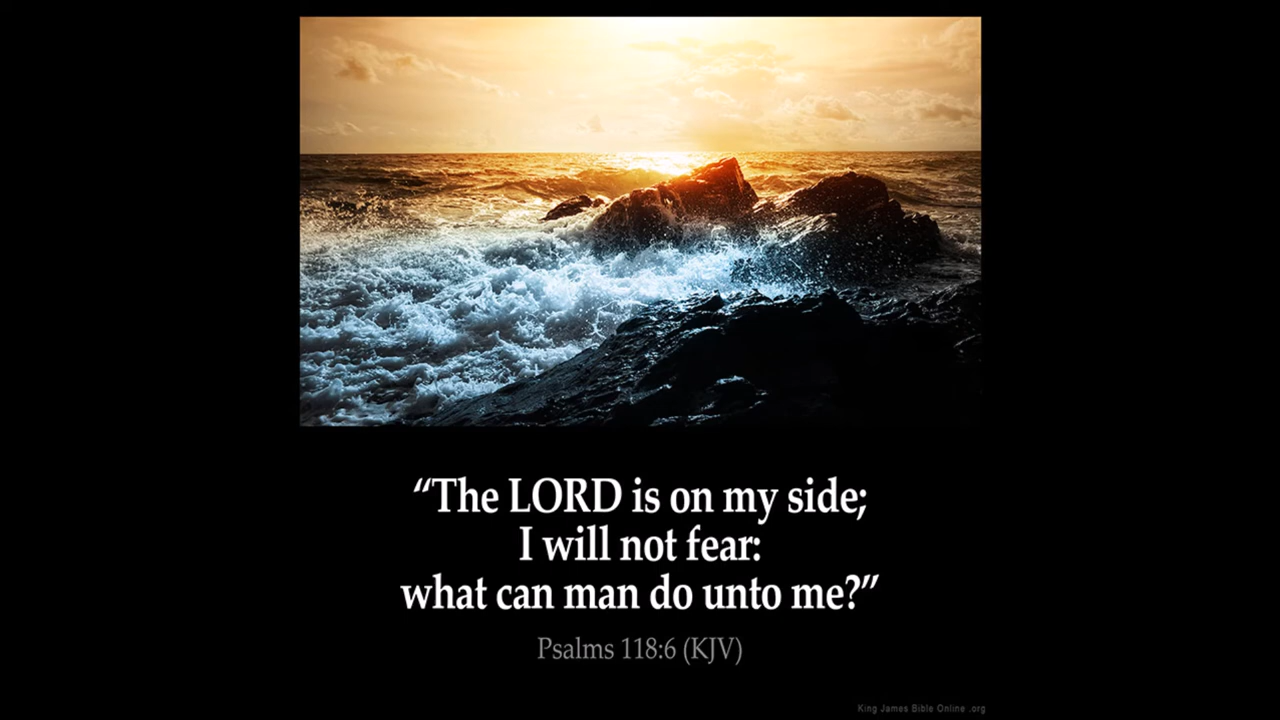 “The LORD is on my side;
I will not fear:
what can man do unto me?”
Psalms 118:6 (KJV)
King James Bible Online .org